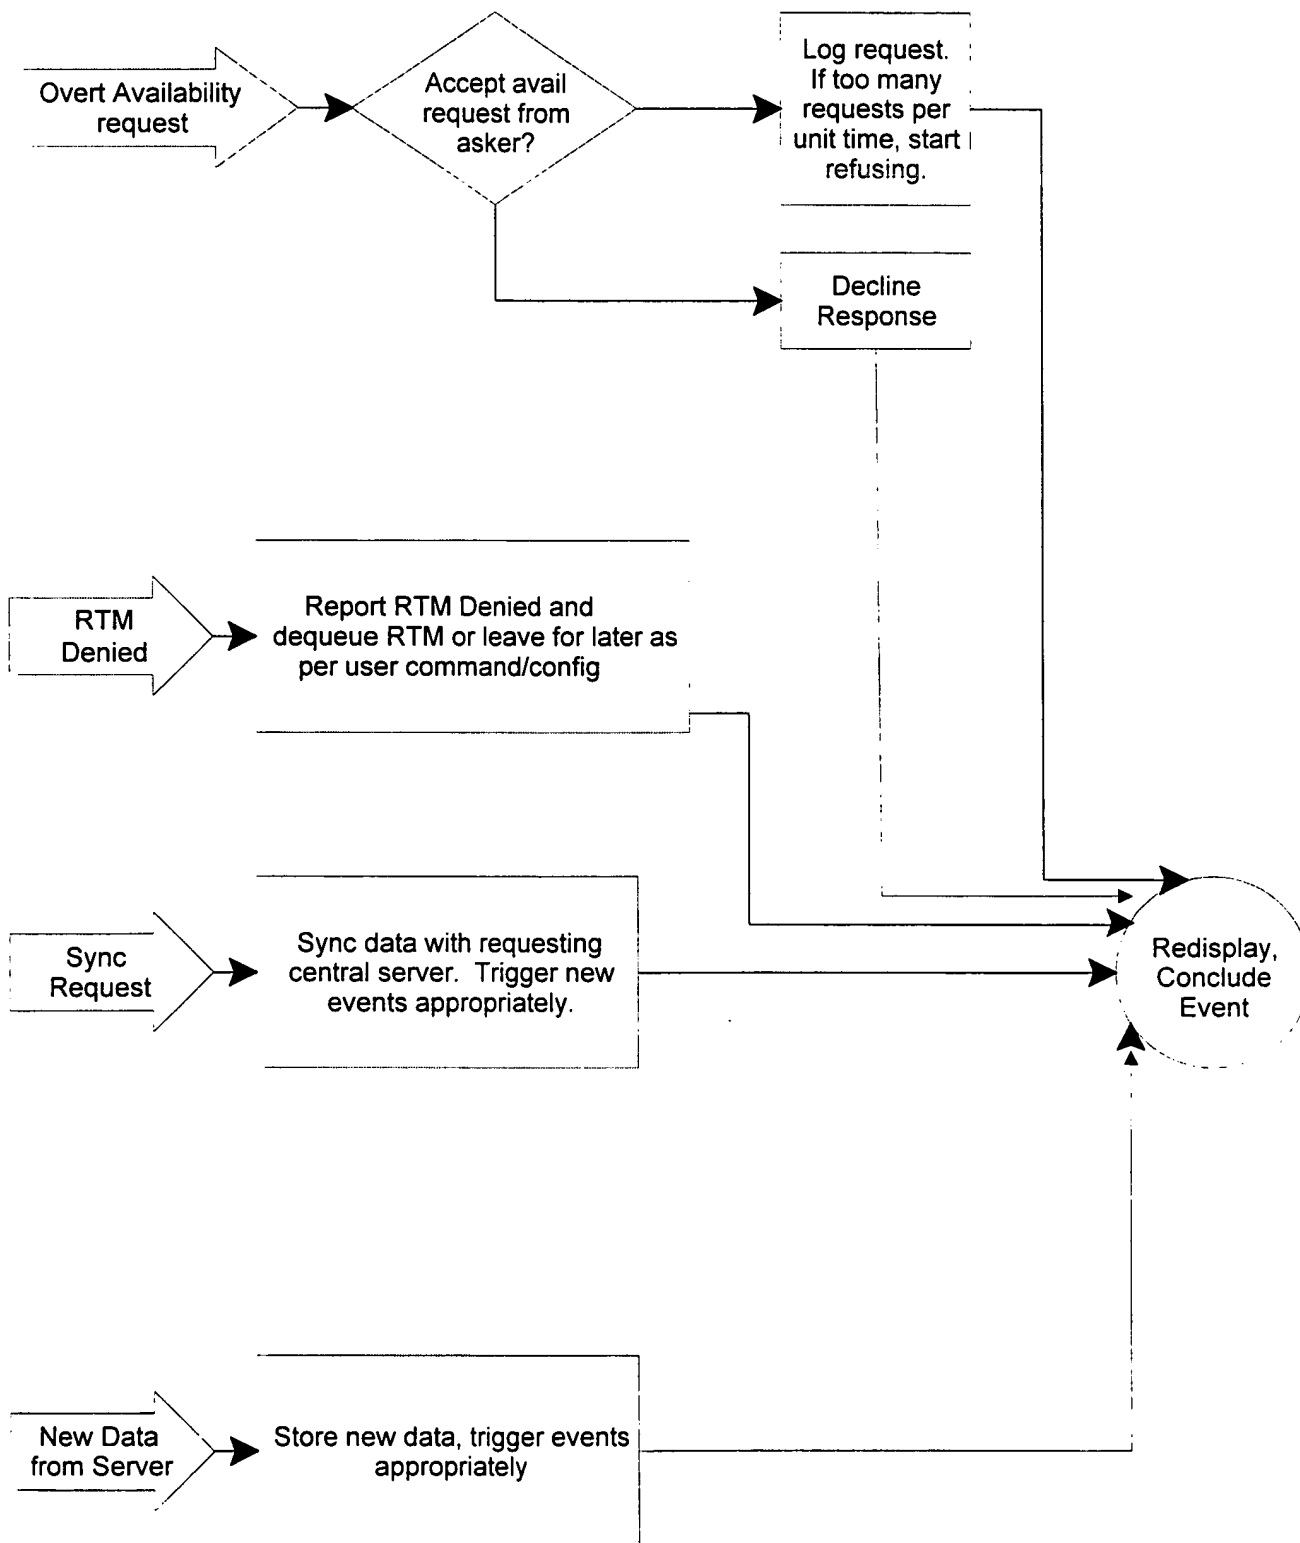 Overt Availability
request
Accept avail
request from
asker?
Log request.
If too many
requests per
unit time, start
refusing.
Decline
Response
RTM
Denied
Report RTM Denied and
dequeue RTM or leave for later as
per user command/config
Sync
Request
Sync data with requesting
central server.  Trigger new
events appropriately.
Redisplay,
Conclude
Event
New Data
from Server
Store new data, trigger events
appropriately